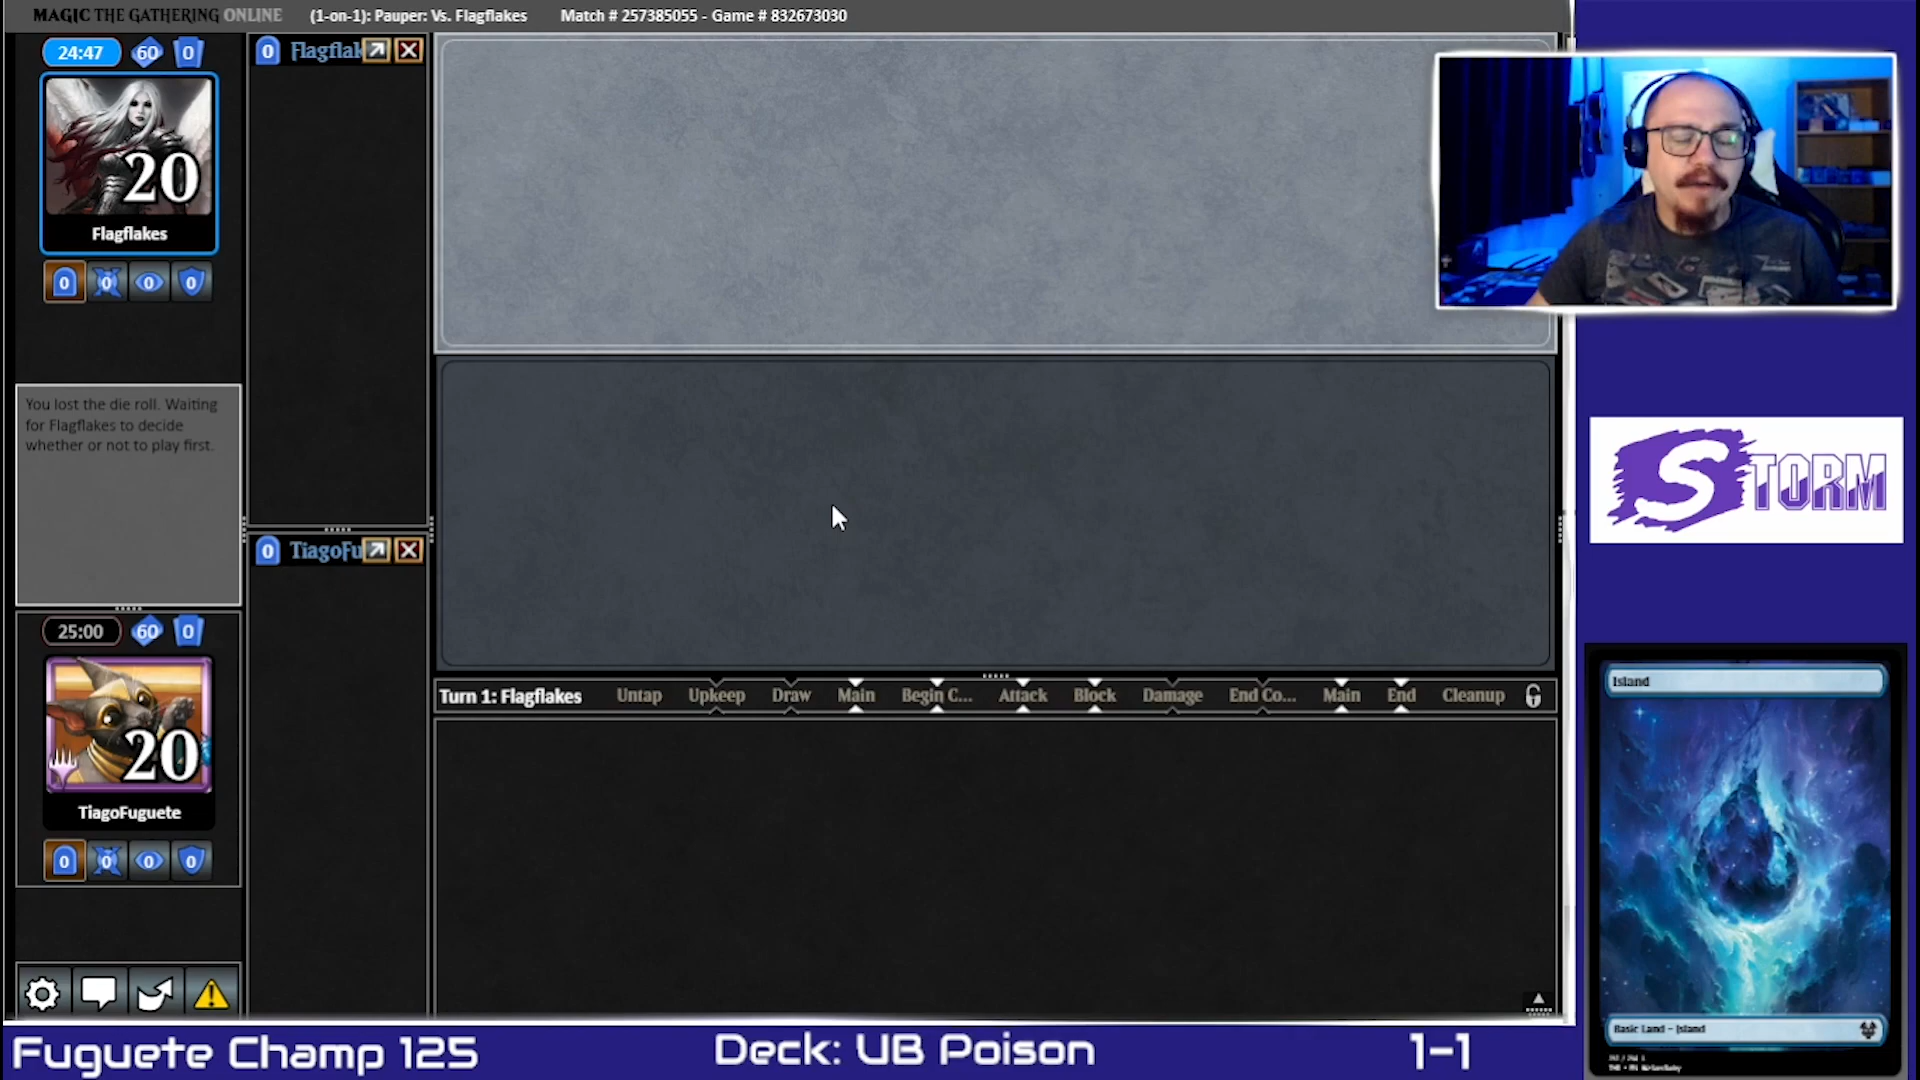 MAGIC THE GATHERING ONLINE (1-on-1): Pauper: Vs. Flagflakes Match # 257385055 - Game # 832673030
24:47 60 0
20
Flagflakes
0 0 0 0
0 Flagflak
You lost the die roll. Waiting
for Flagflakes to decide
whether or not to play first.
0 TiagoFu
25:00 60 0
20
TiagoFuguete
0 0 0 0
Turn 1: Flagflakes Untap Upkeep Draw Main Begin C... Attack Block Damage End Co... Main End Cleanup
STORM
Island
Basic Land – Island
Fuguete Champ 125 Deck: UB Poison 1-1